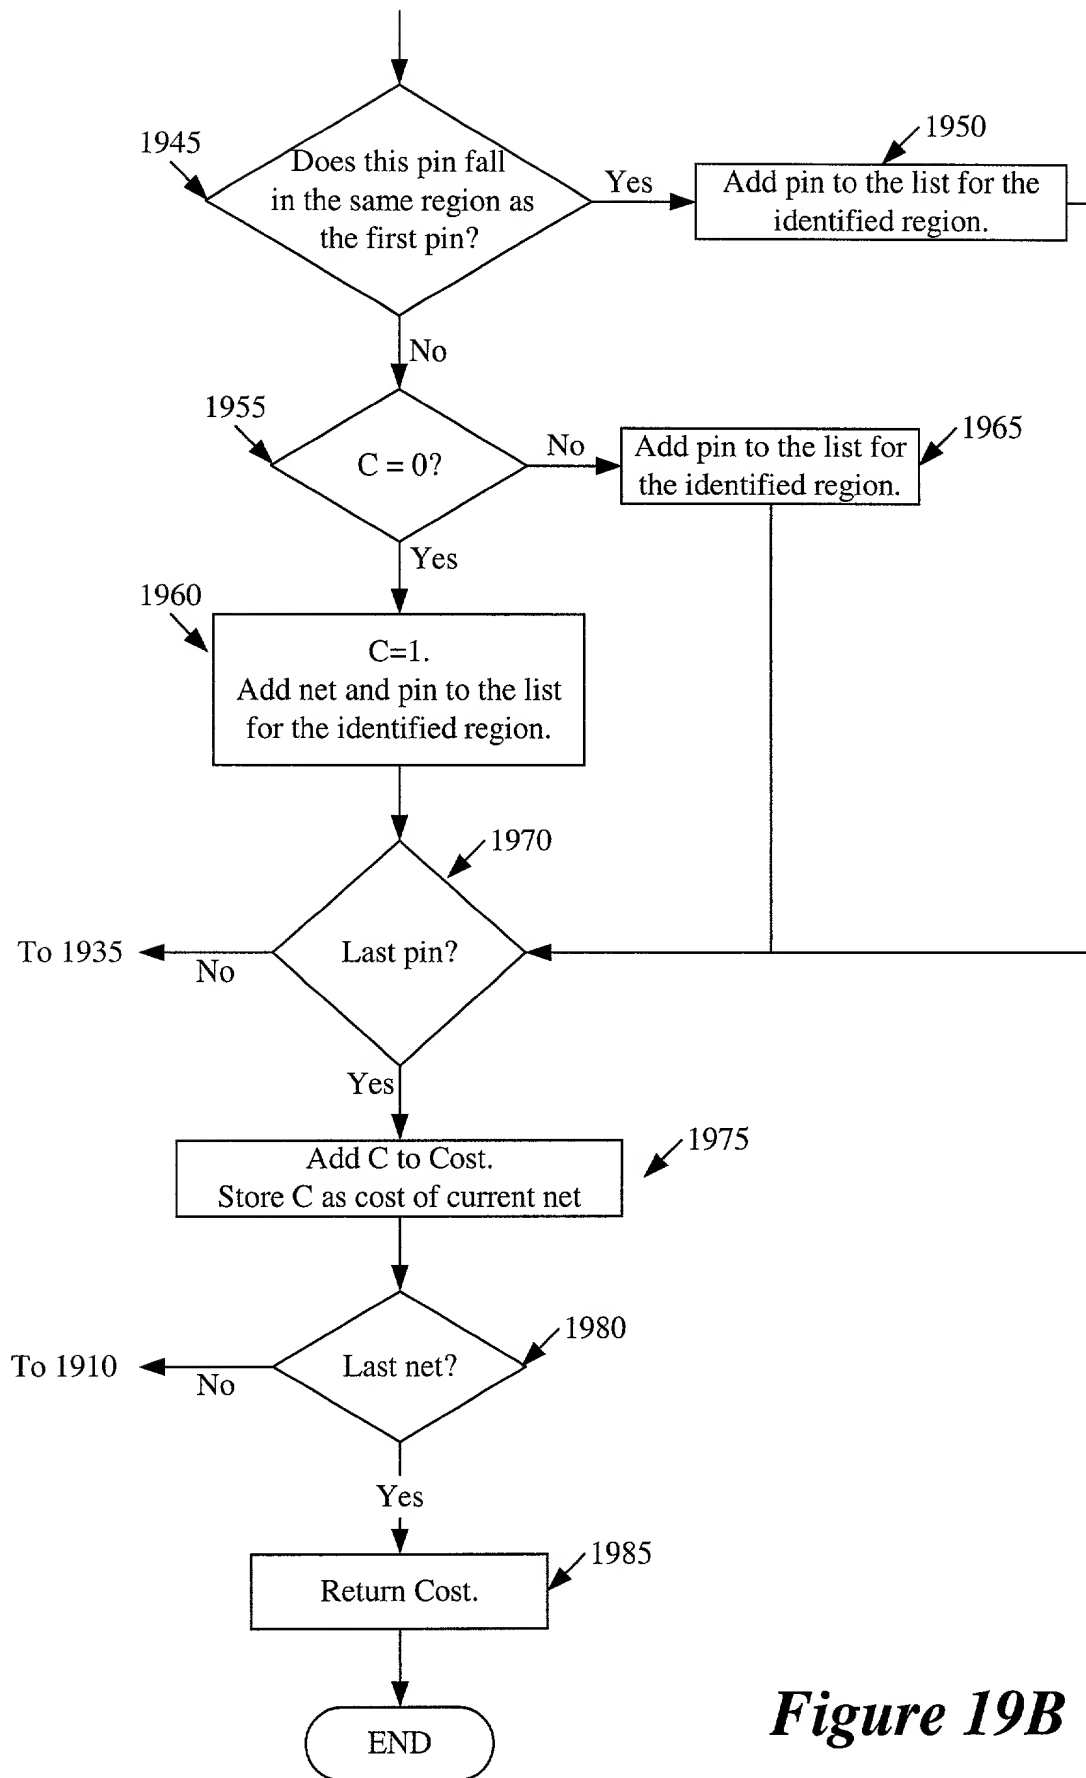 1945
Does this pin fall
in the same region as
the first pin?
Yes
1950
Add pin to the list for the
identified region.
No
1955
C = 0?
No
1965
Add pin to the list for
the identified region.
Yes
1960
C=1.
Add net and pin to the list
for the identified region.
1970
Last pin?
To 1935
No
Yes
1975
Add C to Cost.
Store C as cost of current net
1980
Last net?
To 1910
No
Yes
1985
Return Cost.
END
Figure 19B